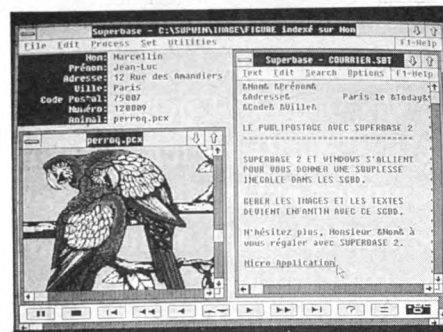 Superbase - C:\SUPWIN\IMAGE\FIGURE indexé sur Nom
File Edit Process Set Utilities F1=Help
Nom: Marcellin
Prénom: Jean-Luc
Adresse: 12 Rue des Amandiers
Ville: Paris
Code Postal: 75007
Numéro: 120009
Animal: perroq.pcx
perroq.pcx
Superbase - COURRIER.SBT
Text Edit Search Options F1=Help
&Nom& &Prénom&
&Adresse& Paris le &Today&
&Code& &Ville&
LE PUBLIPOSTAGE AVEC SUPERBASE 2
SUPERBASE 2 ET WINDOWS S'ALLIENT
POUR VOUS DONNER UNE SOUPLESSE
INEGALEE DANS LES SGBD.
GERER LES IMAGES ET LES TEXTES
DEVIENT ENFANTIN AVEC CE SGBD.
N'hésitez plus, Monsieur &Nom& à
vous régaler avec SUPERBASE 2.
Micro Application